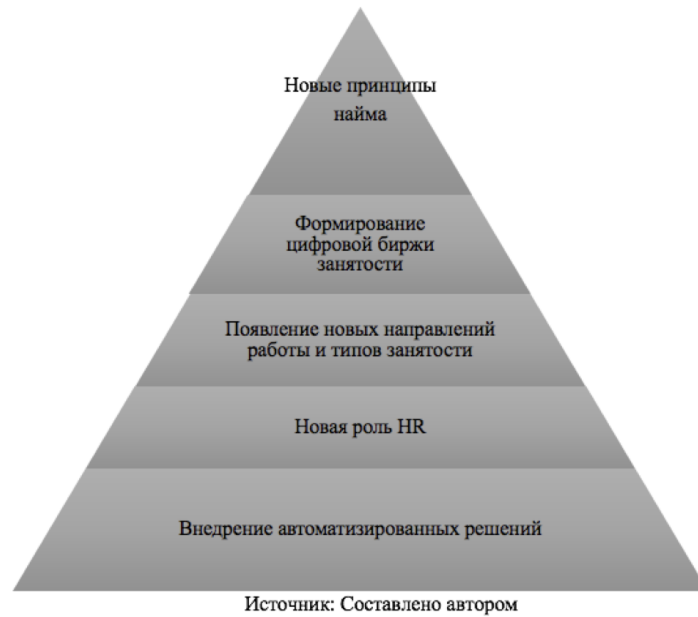 Новые принципы
найма
Формирование
цифровой биржи
занятости
Появление новых направлений
работы и типов занятости
Новая роль HR
Внедрение автоматизированных решений
Источник: Составлено автором